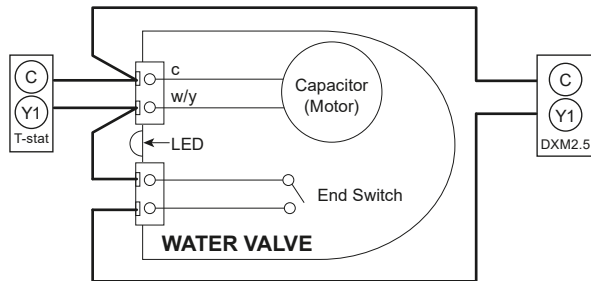 C
Y1
T-stat
c
w/y
Capacitor
(Motor)
LED
End Switch
WATER VALVE
C
Y1
DXM2.5